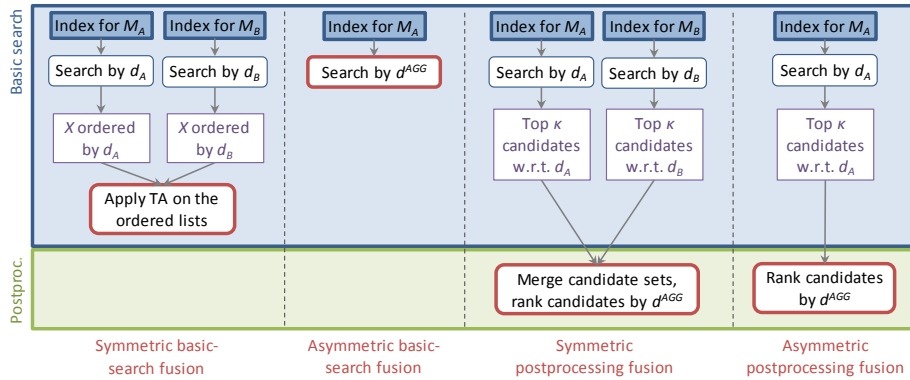 Basic search
Index for M_A
Index for M_B
Search by d_A
Search by d_B
X ordered
by d_A
X ordered
by d_B
Apply TA on the
ordered lists
Index for M_A
Search by d^AGG
Index for M_A
Index for M_B
Search by d_A
Search by d_B
Top κ
candidates
w.r.t. d_A
Top κ
candidates
w.r.t. d_B
Index for M_A
Search by d_A
Top κ
candidates
w.r.t. d_A
Postproc.
Merge candidate sets,
rank candidates by d^AGG
Rank candidates
by d^AGG
Symmetric basic-
search fusion
Asymmetric basic-
search fusion
Symmetric
postprocessing fusion
Asymmetric
postprocessing fusion